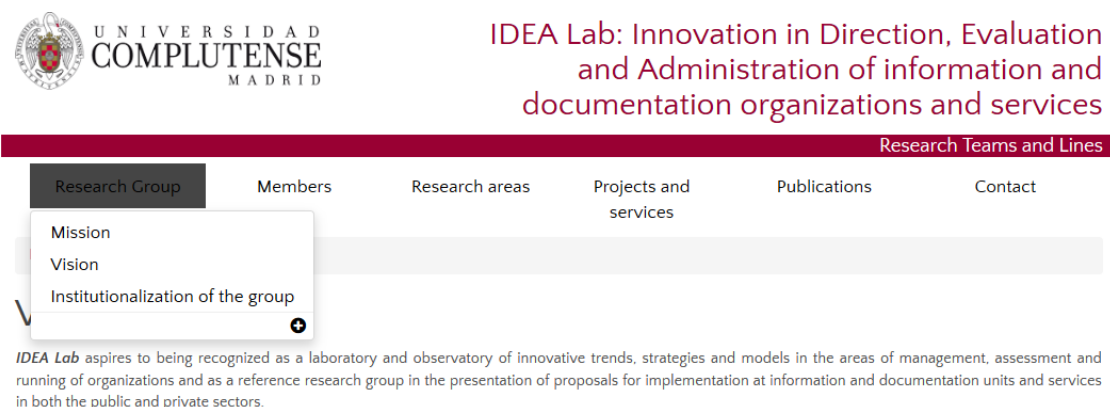 UNIVERSIDAD
COMPLUTENSE
MADRID
IDEA Lab: Innovation in Direction, Evaluation
and Administration of information and
documentation organizations and services
Research Teams and Lines
Research Group
Members
Research areas
Projects and
services
Publications
Contact
Mission
Vision
Institutionalization of the group
IDEA Lab aspires to being recognized as a laboratory and observatory of innovative trends, strategies and models in the areas of management, assessment and
running of organizations and as a reference research group in the presentation of proposals for implementation at information and documentation units and services
in both the public and private sectors.